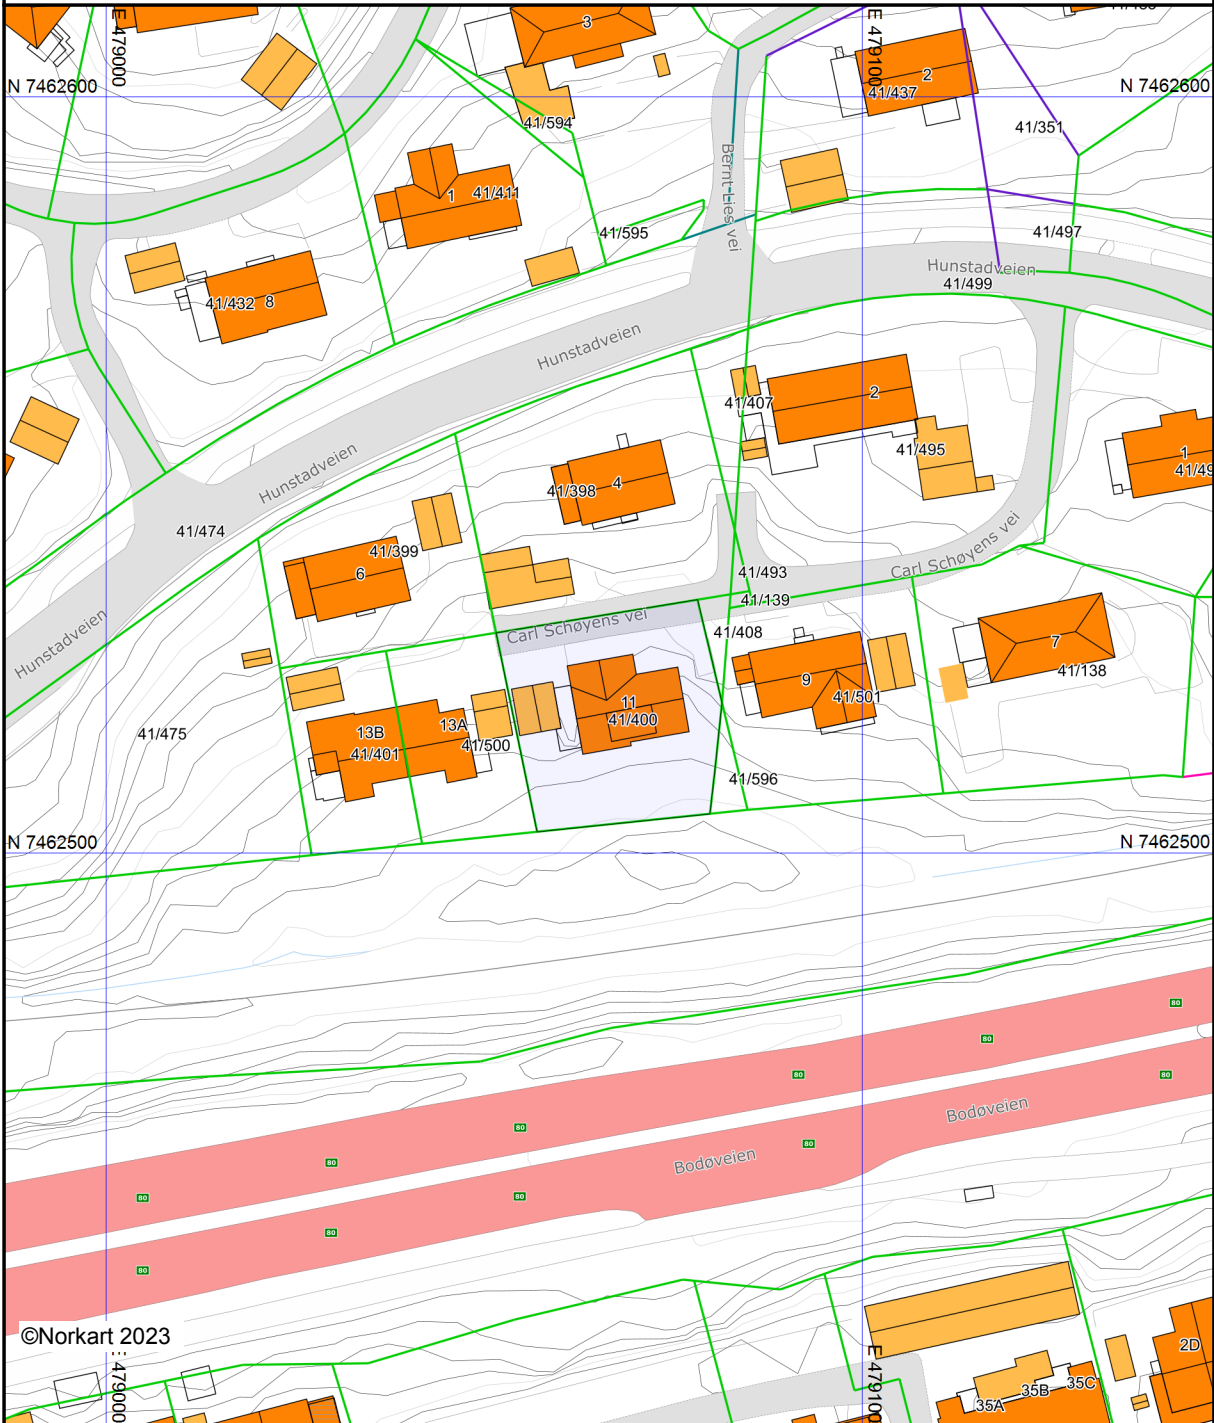 E 479000
E 479100
3
2
N 7462600
N 7462600
41/437
41/594
41/351
Bernt Lies vei
1
41/411
41/595
41/497
Hunstadveien
41/499
41/432
8
Hunstadveien
2
41/407
41/495
1
Hunstadveien
4
41/398
41/474
41/399
6
Carl Schøyens vei
41/493
41/139
Carl Schøyens vei
41/408
Hunstadveien
7
41/138
9
41/501
11
41/400
13A
13B
41/401
41/500
41/475
41/596
N 7462500
N 7462500
80
80
80
80
80
80
80
80
80
80
80
Bodøveien
Bodøveien
©Norkart 2023
E 479000
E 479100
2D
35C
35B
35A